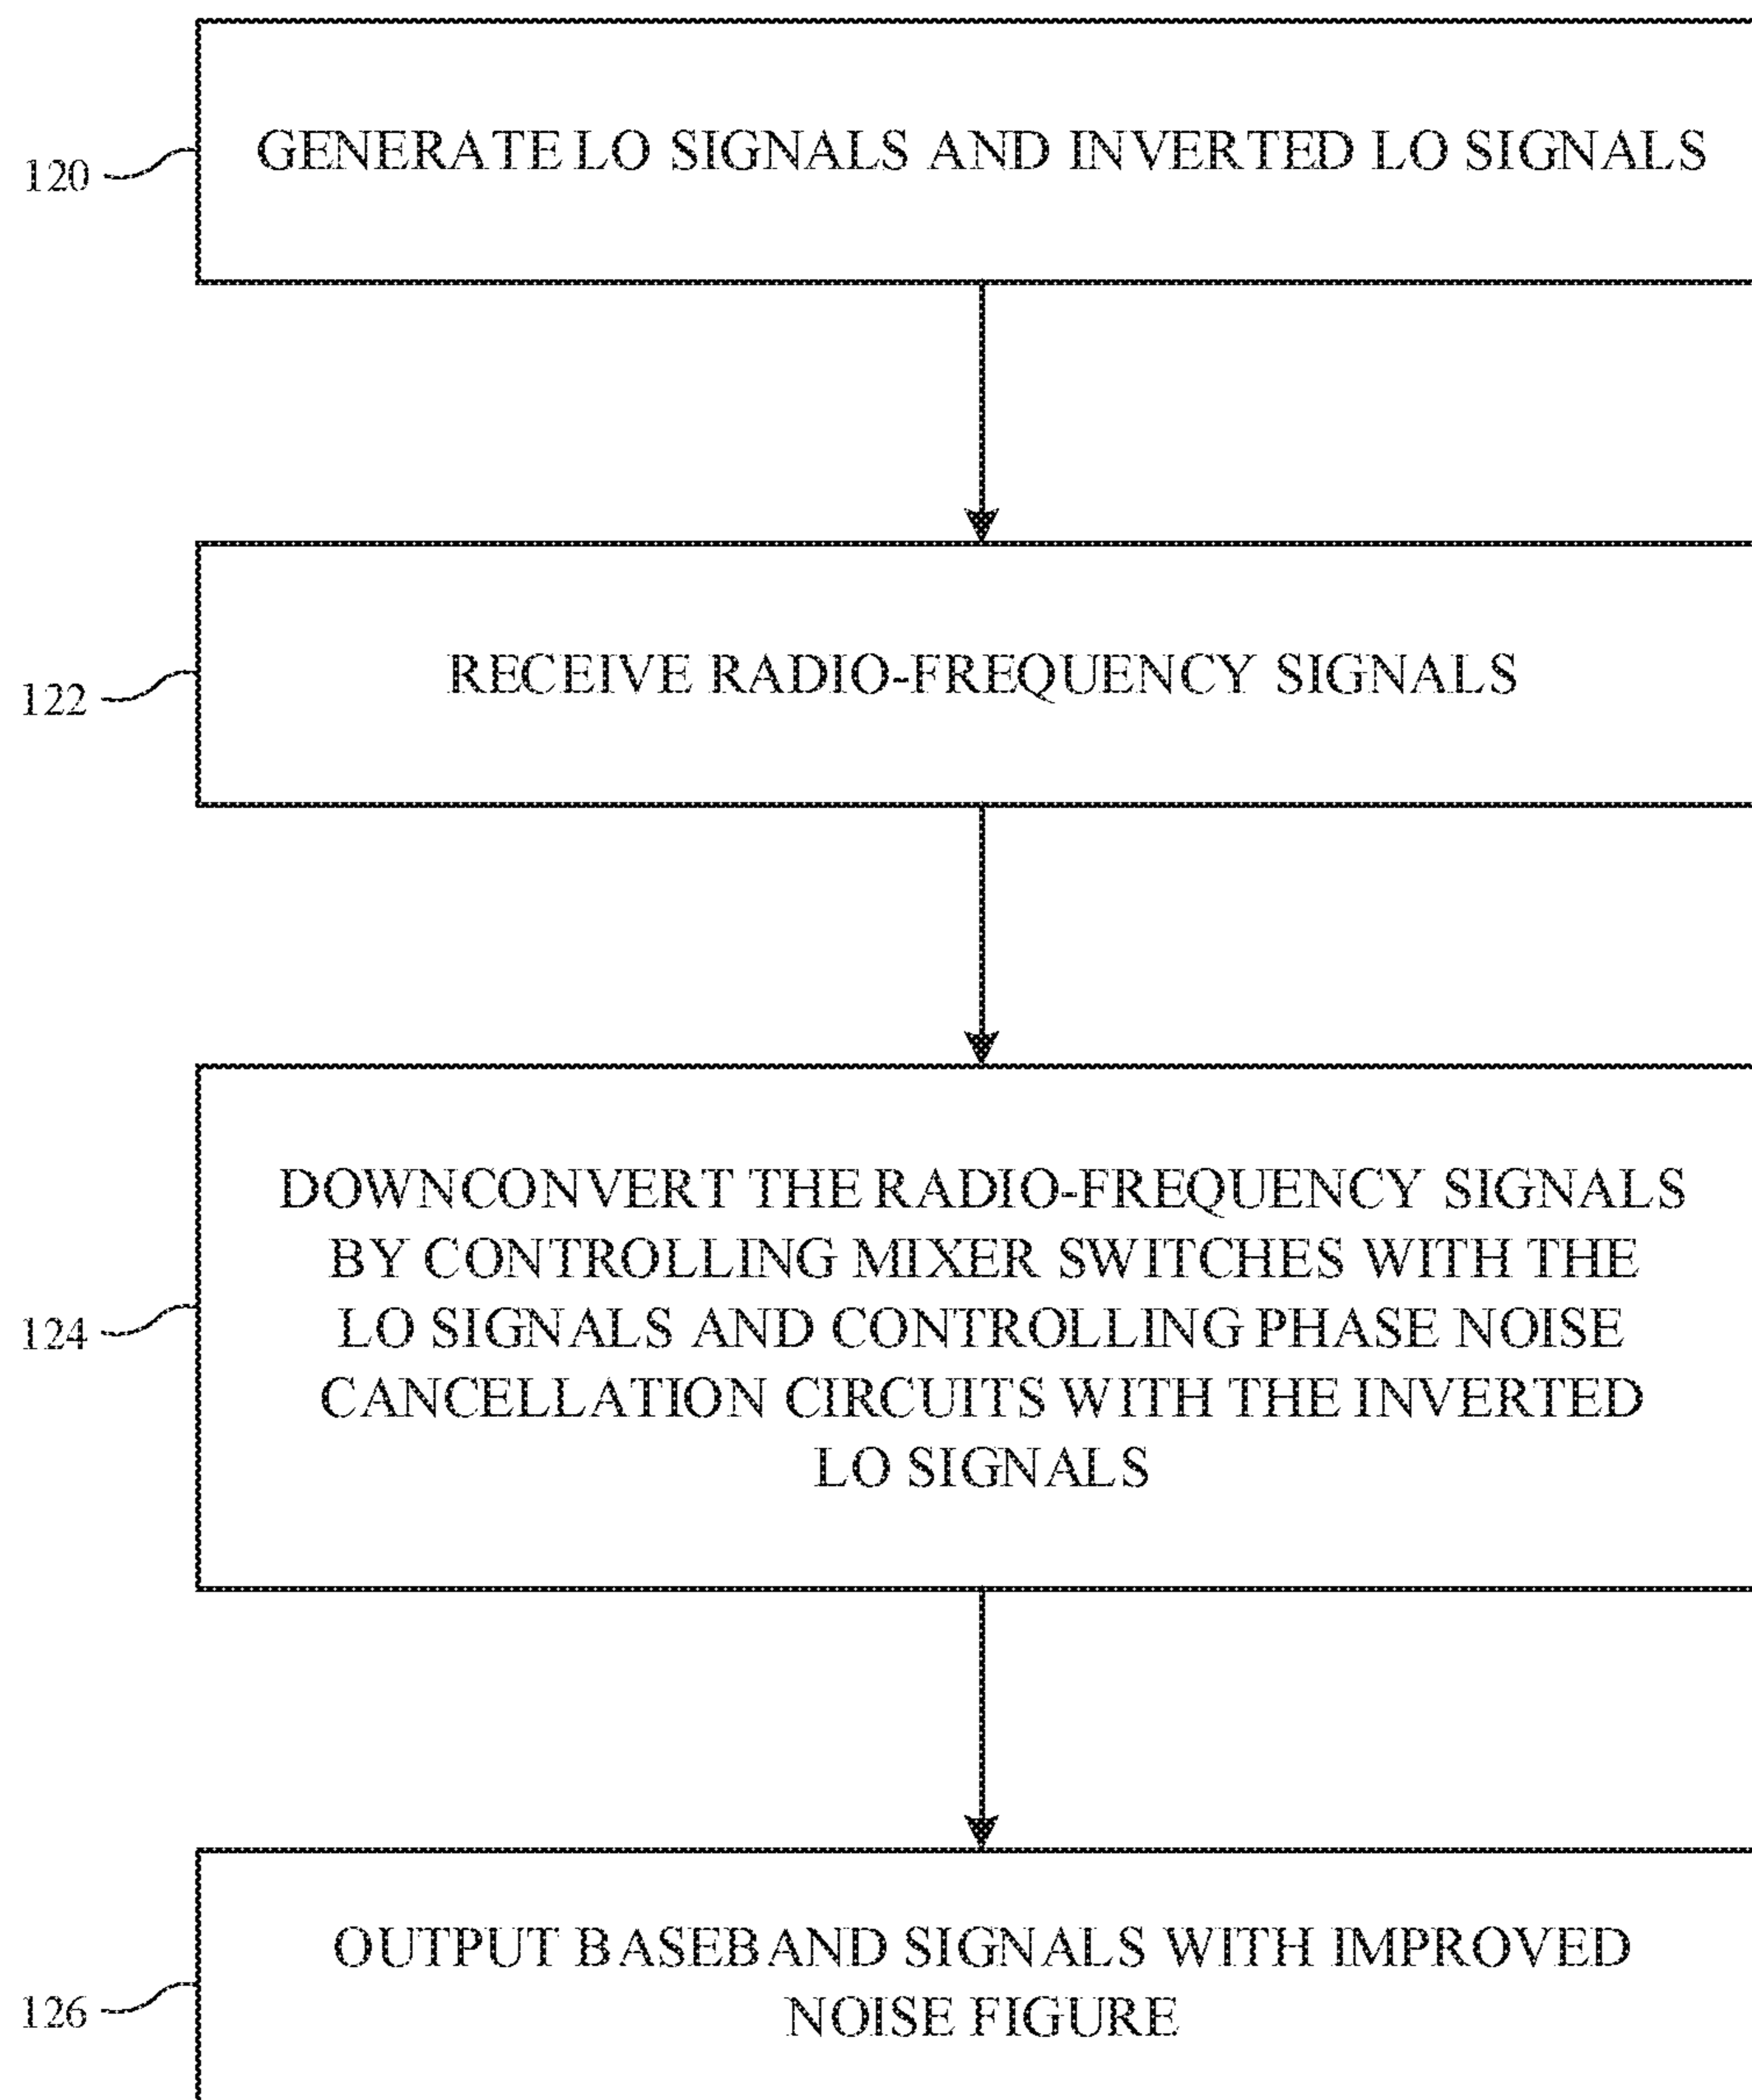 GENERATE LO SIGNALS AND INVERTED LO SIGNALS
120
RECEIVE RADIO-FREQUENCY SIGNALS
122
DOWNCONVERT THE RADIO-FREQUENCY SIGNALS
BY CONTROLLING MIXER SWITCHES WITH THE
LO SIGNALS AND CONTROLLING PHASE NOISE
CANCELLATION CIRCUITS WITH THE INVERTED
LO SIGNALS
124
OUTPUT BASEBAND SIGNALS WITH IMPROVED
NOISE FIGURE
126